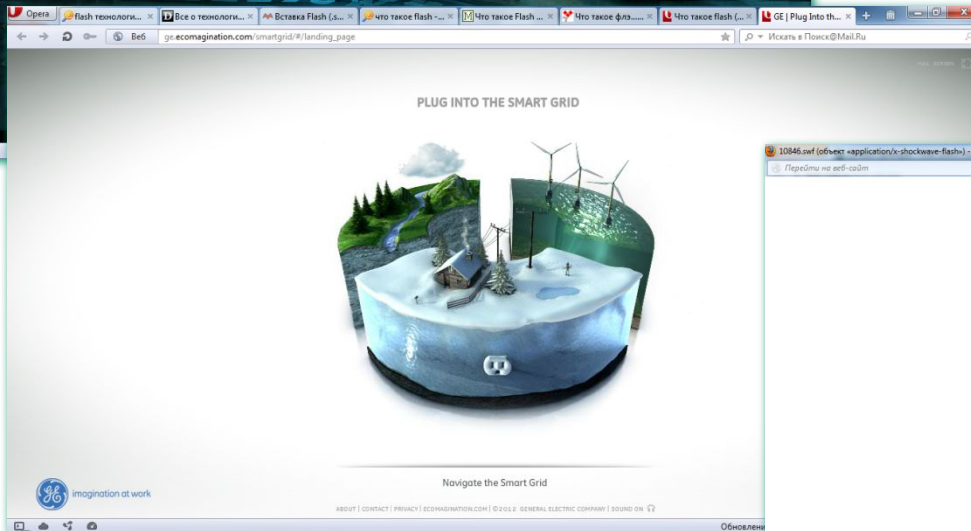 Opera
flash технологи...
Все о технологи...
Вставка Flash (.s...
что такое flash -...
Что такое Flash ...
Что такое флэ......
Что такое flash (...
GE | Plug Into th...
Веб
ge.ecomagination.com/smartgrid/#/landing_page
Искать в Поиск@Mail.Ru
PLUG INTO THE SMART GRID
10846.swf (объект «application/x-shockwave-flash») -
Перейти на веб-сайт
Navigate the Smart Grid
imagination at work
ABOUT | CONTACT | PRIVACY | ECOMAGINATION.COM | ©2012 GENERAL ELECTRIC COMPANY | SOUND ON
Обновлени